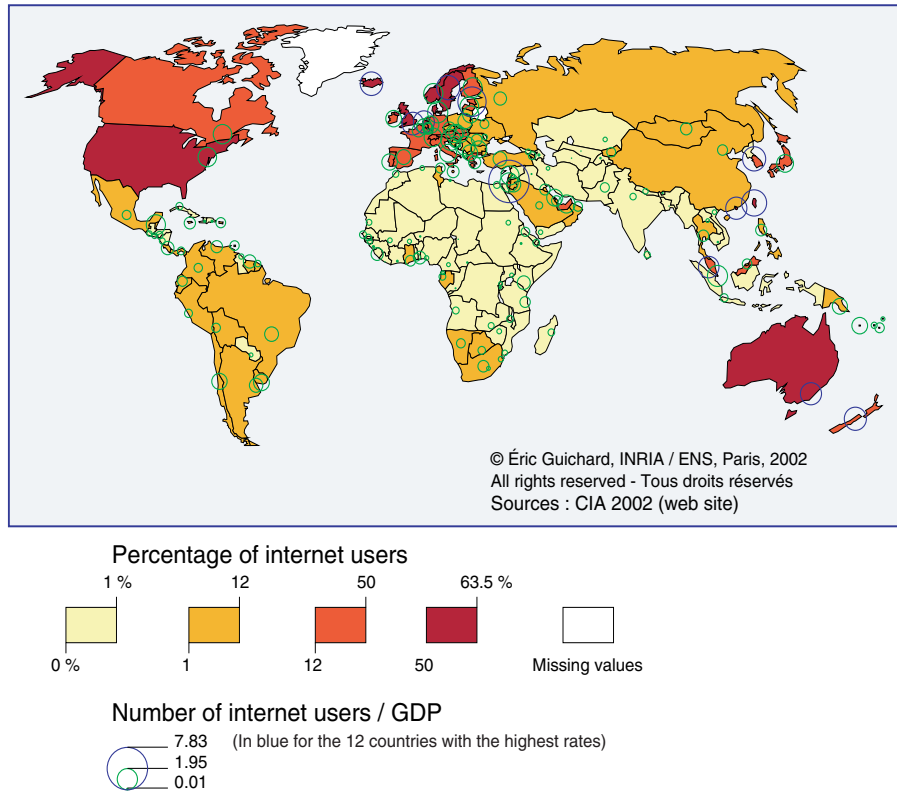 © Éric Guichard, INRIA / ENS, Paris, 2002
All rights reserved - Tous droits réservés
Sources : CIA 2002 (web site)
Percentage of internet users
1 % 12 50 63.5 %
0 % 1 12 50 Missing values
Number of internet users / GDP
7.83 (In blue for the 12 countries with the highest rates)
1.95
0.01